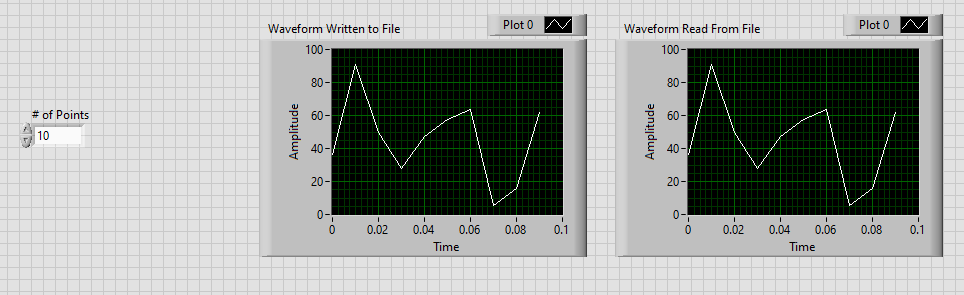 # of Points
10
Waveform Written to File
Plot 0
100
80
60
40
20
0
Amplitude
0 0.02 0.04 0.06 0.08 0.1
Time
Waveform Read From File
Plot 0
100
80
60
40
20
0
Amplitude
0 0.02 0.04 0.06 0.08 0.1
Time